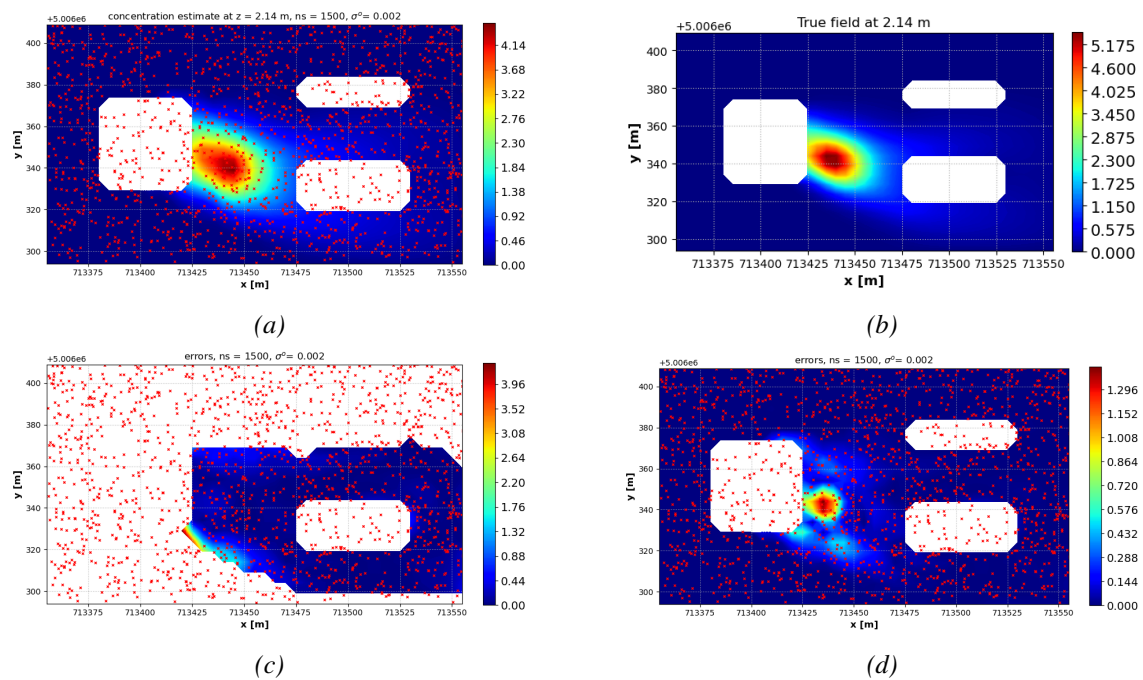 concentration estimate at z = 2.14 m, ns = 1500, σ⁰= 0.002
+5.006e6
400
380
360
340
320
300
y [m]
713375 713400 713425 713450 713475 713500 713525 713550
x [m]
4.14
3.68
3.22
2.76
2.30
1.84
1.38
0.92
0.46
0.00
(a)
True field at 2.14 m
+5.006e6
400
380
360
340
320
300
y [m]
713375 713400 713425 713450 713475 713500 713525 713550
x [m]
5.175
4.600
4.025
3.450
2.875
2.300
1.725
1.150
0.575
0.000
(b)
errors, ns = 1500, σ⁰= 0.002
+5.006e6
400
380
360
340
320
300
y [m]
713375 713400 713425 713450 713475 713500 713525 713550
x [m]
3.96
3.52
3.08
2.64
2.20
1.76
1.32
0.88
0.44
0.00
(c)
errors, ns = 1500, σ⁰= 0.002
+5.006e6
400
380
360
340
320
300
y [m]
713375 713400 713425 713450 713475 713500 713525 713550
x [m]
1.296
1.152
1.008
0.864
0.720
0.576
0.432
0.288
0.144
0.000
(d)